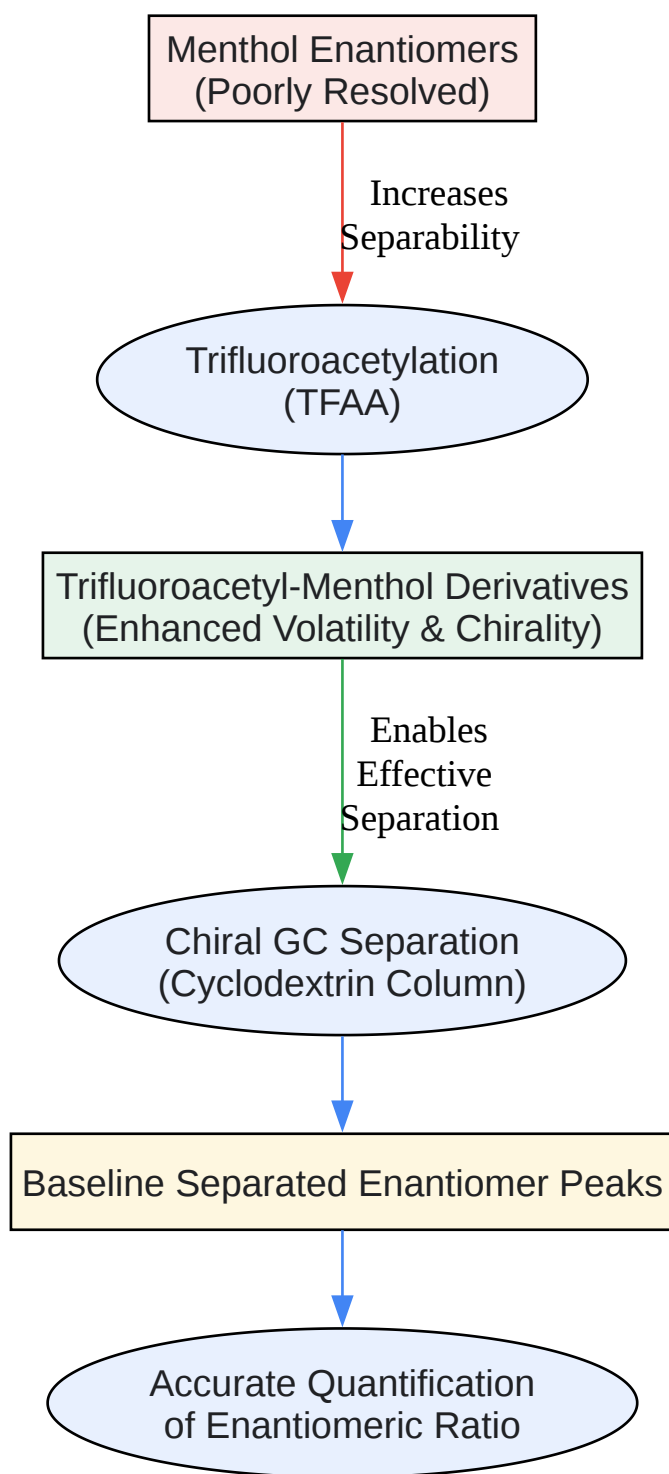 Menthol Enantiomers
(Poorly Resolved)
Increases
Separability
Trifluoroacetylation
(TFAA)
Trifluoroacetyl-Menthol Derivatives
(Enhanced Volatility & Chirality)
Enables
Effective
Separation
Chiral GC Separation
(Cyclodextrin Column)
Baseline Separated Enantiomer Peaks
Accurate Quantification
of Enantiomeric Ratio